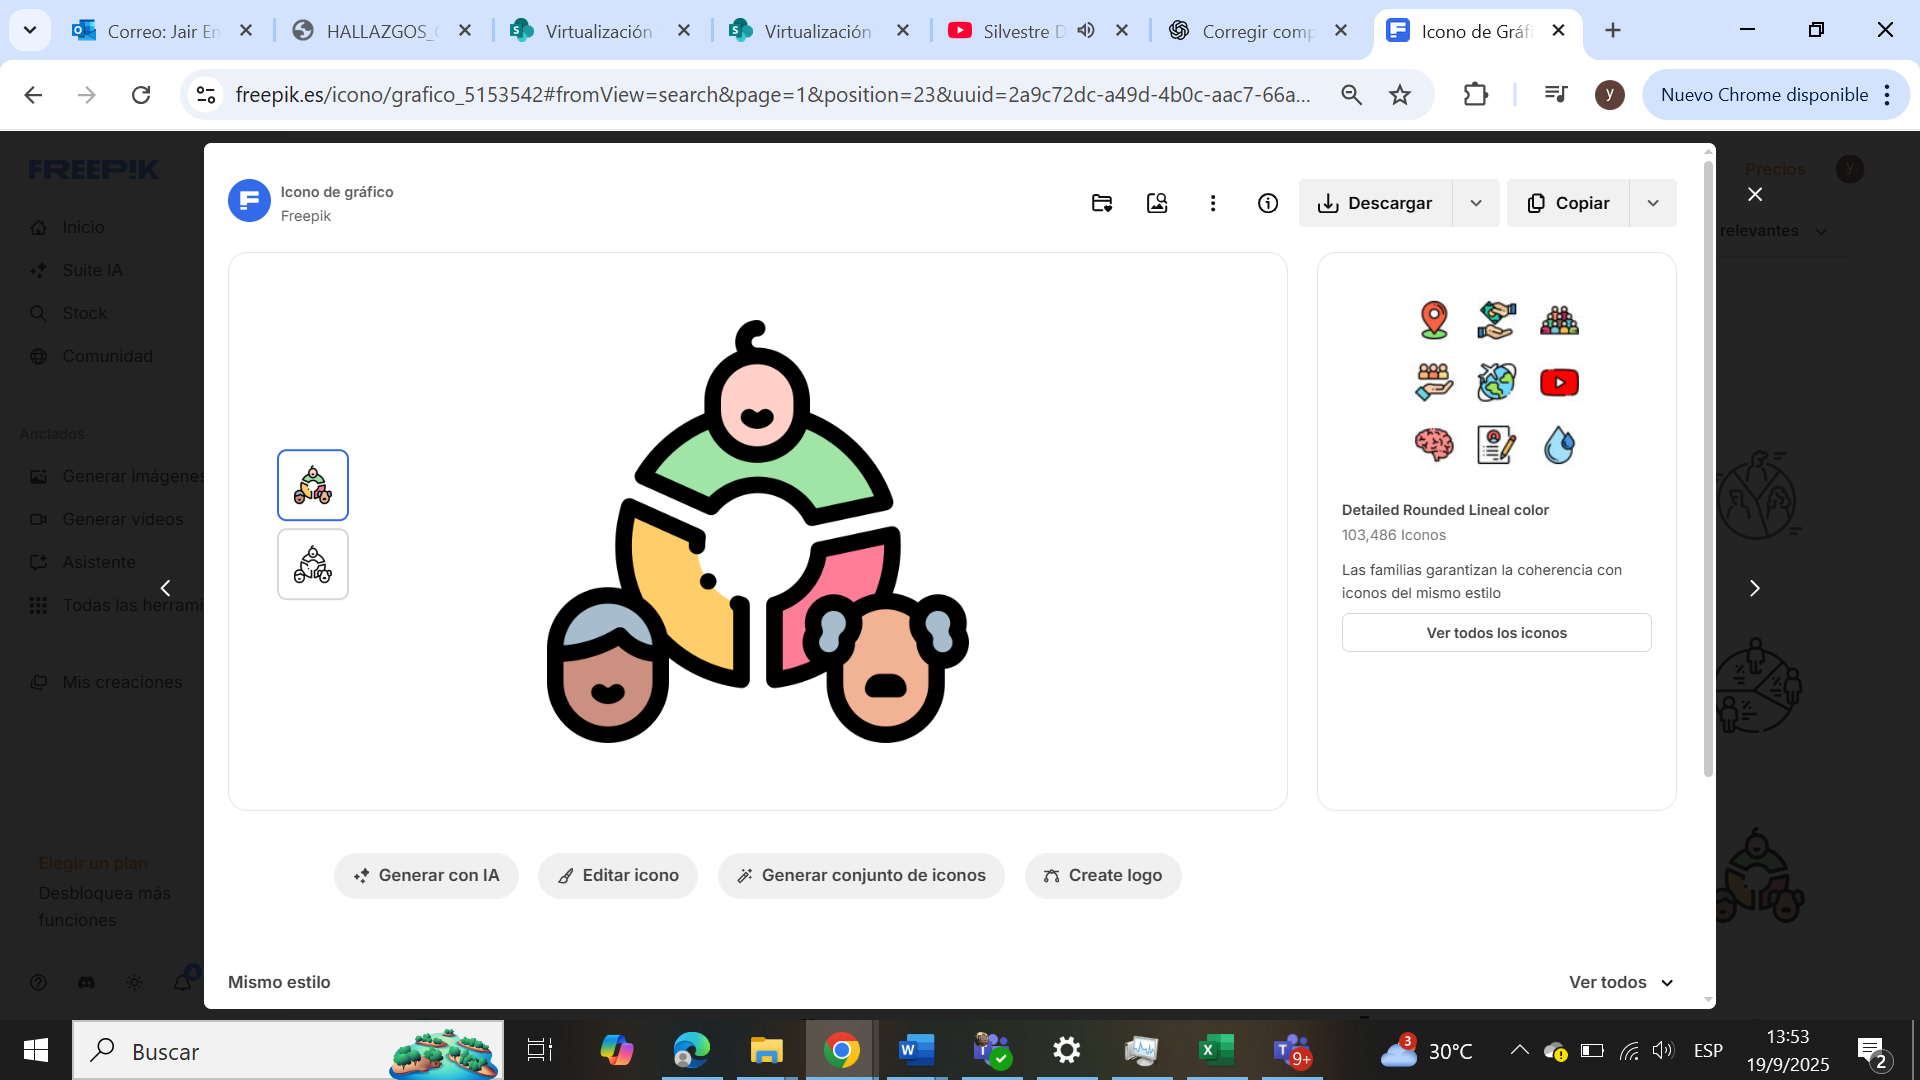 Correo: Jair En
HALLAZGOS_C
Virtualización
Virtualización
Silvestre D
Corregir comp
Icono de Gráfi
freepik.es/icono/grafico_5153542#fromView=search&page=1&position=23&uuid=2a9c72dc-a49d-4b0c-aac7-66a...
y
Nuevo Chrome disponible
FREEPIK
Precios
y
Icono de gráfico
Freepik
Descargar
Copiar
relevantes
Inicio
Suite IA
Stock
Comunidad
Anclados
Generar imágenes
Generar vídeos
Asistente
Todas las herrami
Mis creaciones
Detailed Rounded Lineal color
103,486 Iconos
Las familias garantizan la coherencia con
iconos del mismo estilo
Ver todos los iconos
Elegir un plan
Desbloquea más
funciones
4
Generar con IA
Editar icono
Generar conjunto de iconos
Create logo
Mismo estilo
Ver todos
Buscar
9+
3
30°C
ESP
13:53
19/9/2025
2